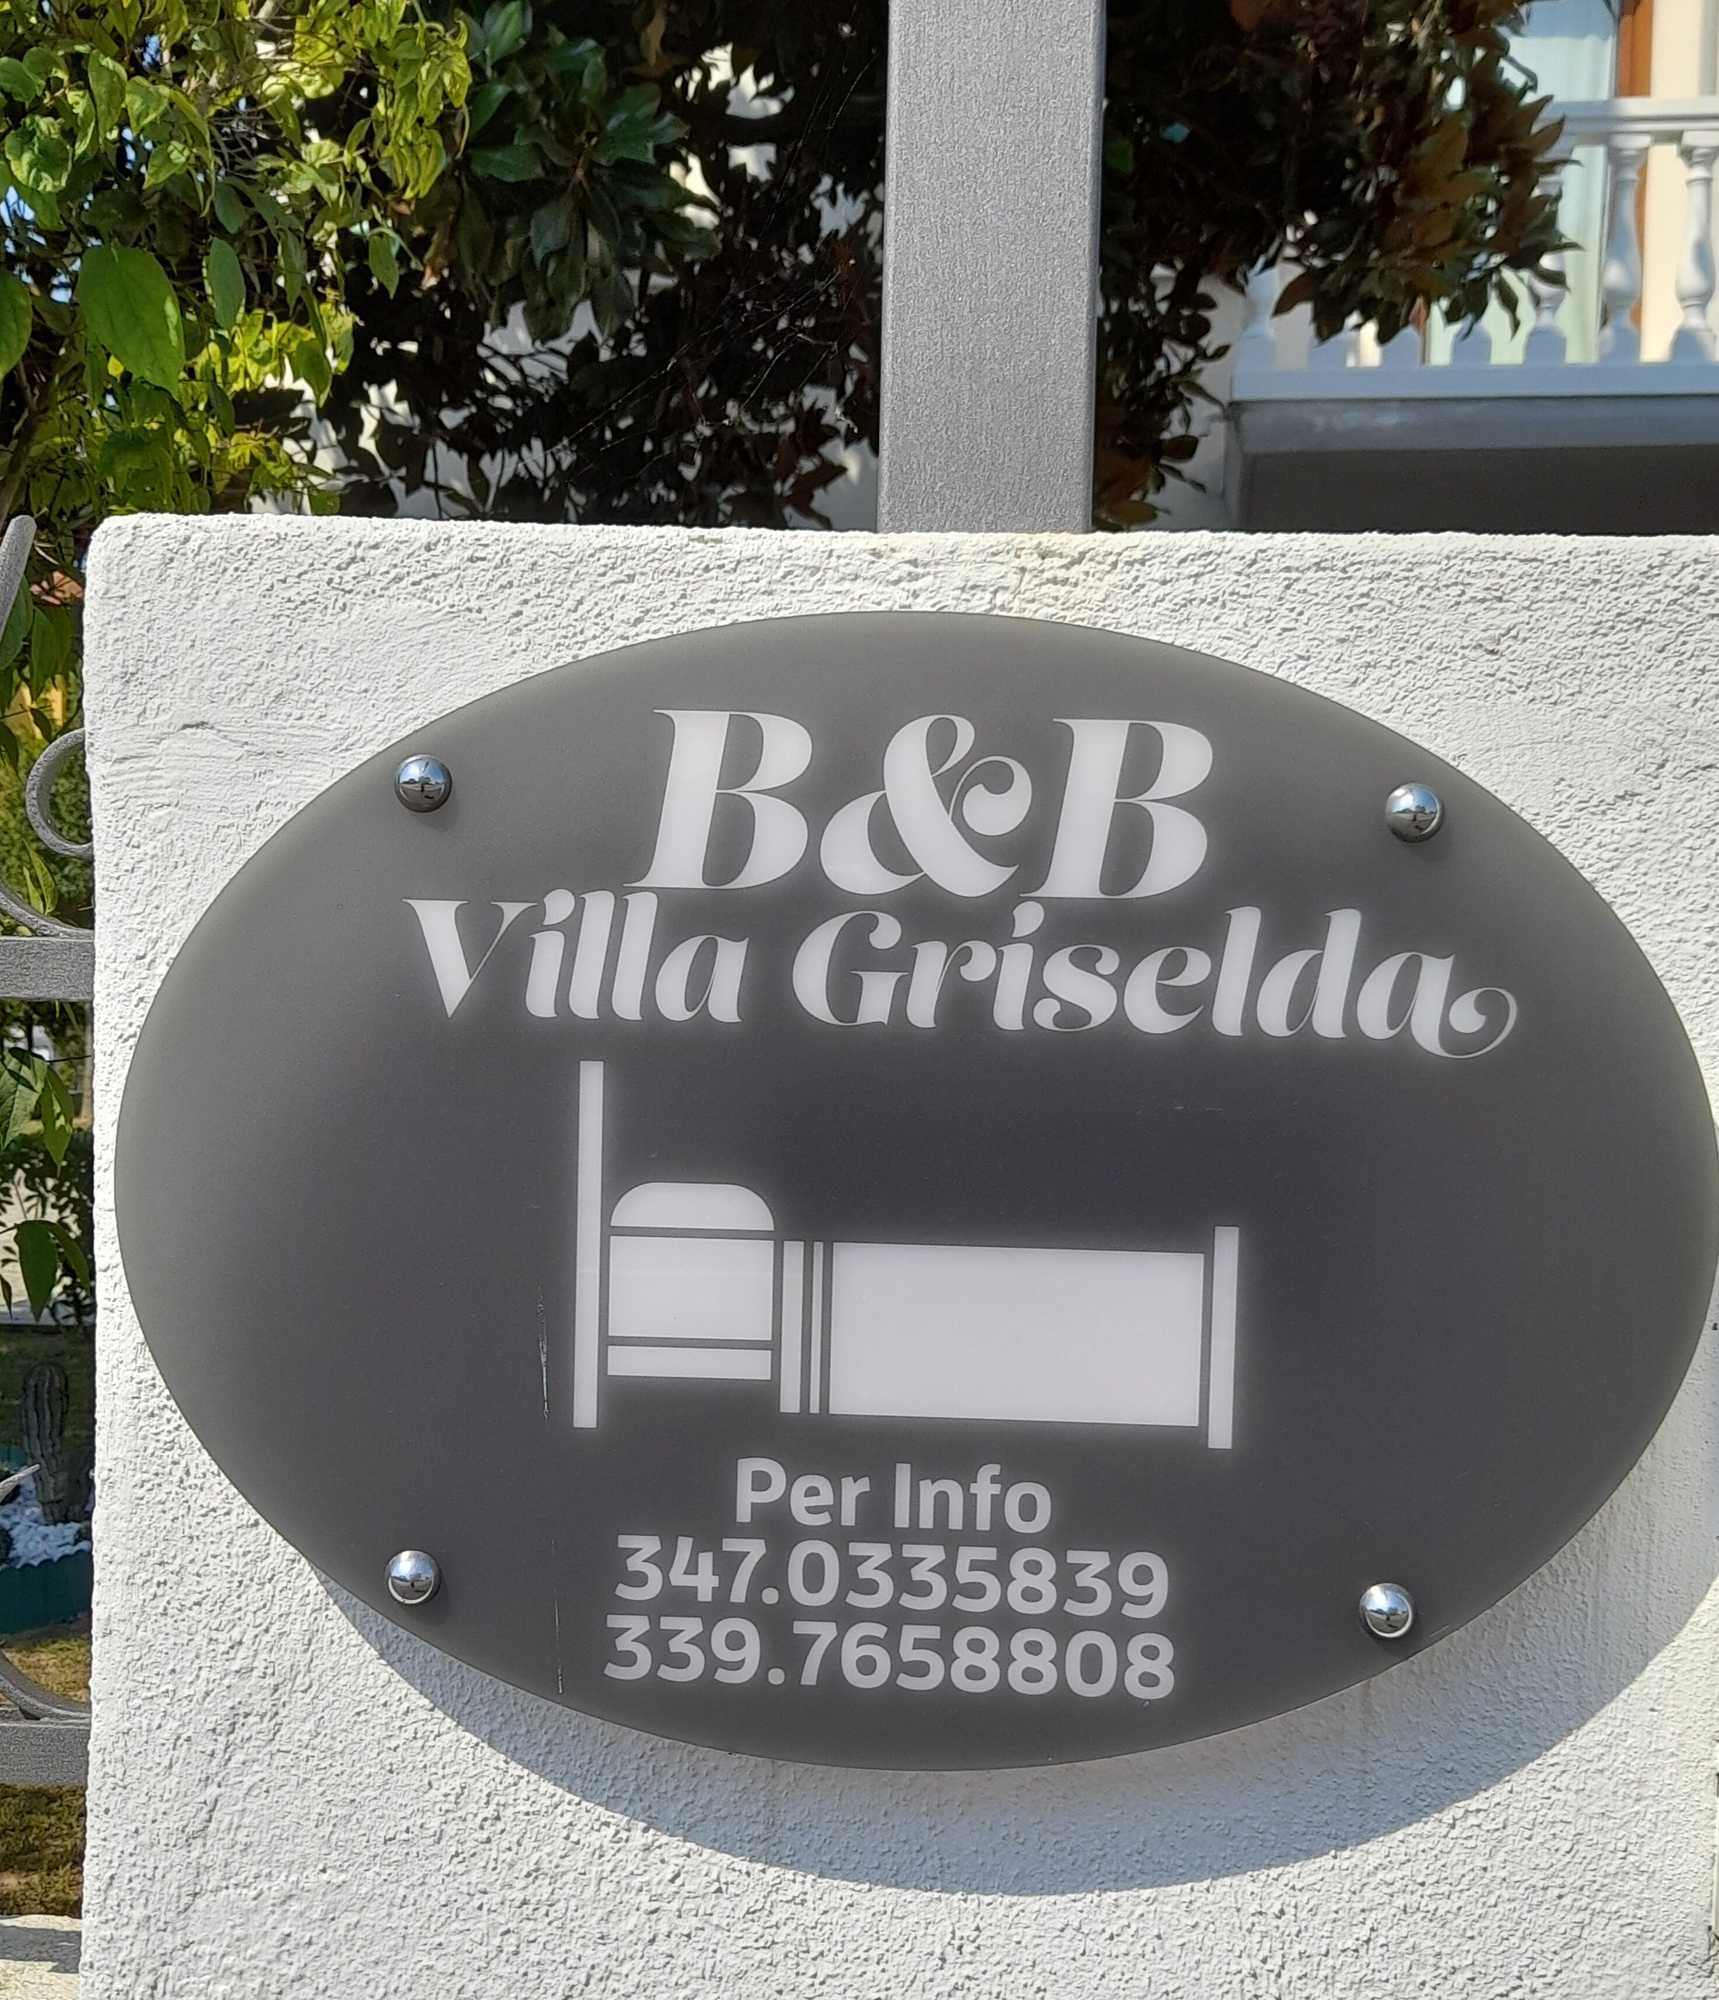 B&B
Villa Griselda
Per Info
347.0335839
339.7658808